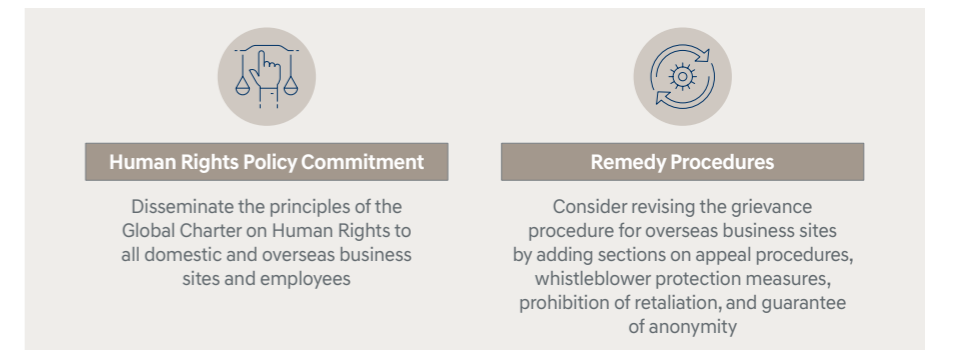 Human Rights Policy Commitment
Disseminate the principles of the
Global Charter on Human Rights to
all domestic and overseas business
sites and employees
Remedy Procedures
Consider revising the grievance
procedure for overseas business sites
by adding sections on appeal procedures,
whistleblower protection measures,
prohibition of retaliation, and guarantee
of anonymity